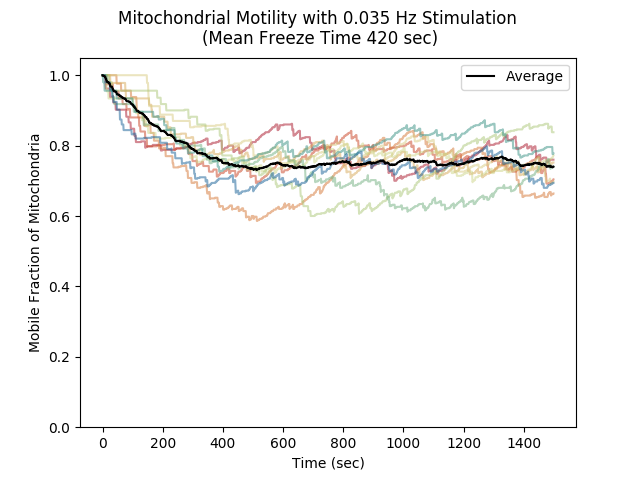 Mitochondrial Motility with 0.035 Hz Stimulation
(Mean Freeze Time 420 sec)
Average
Mobile Fraction of Mitochondria
1.0
0.8
0.6
0.4
0.2
0.0
0 200 400 600 800 1000 1200 1400
Time (sec)